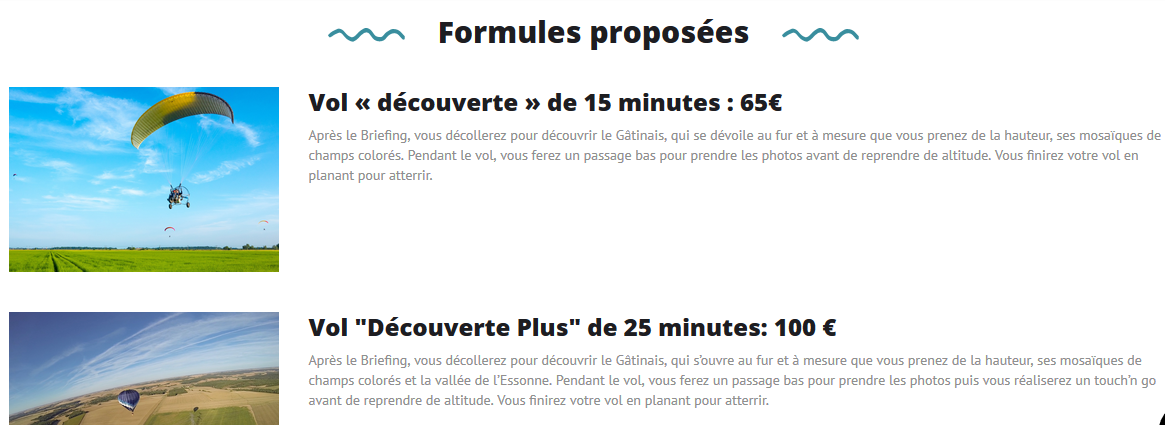 Formules proposées
Vol « découverte » de 15 minutes : 65€
Après le Briefing, vous décollerez pour découvrir le Gâtinais, qui se dévoile au fur et à mesure que vous prenez de la hauteur, ses mosaïques de
champs colorés. Pendant le vol, vous ferez un passage bas pour prendre les photos avant de reprendre de altitude. Vous finirez votre vol en
planant pour atterrir.
Vol "Découverte Plus" de 25 minutes: 100 €
Après le Briefing, vous décollerez pour découvrir le Gâtinais, qui s’ouvre au fur et à mesure que vous prenez de la hauteur, ses mosaïques de
champs colorés et la vallée de l’Essonne. Pendant le vol, vous ferez un passage bas pour prendre les photos puis vous réaliserez un touch’n go
avant de reprendre de altitude. Vous finirez votre vol en planant pour atterrir.